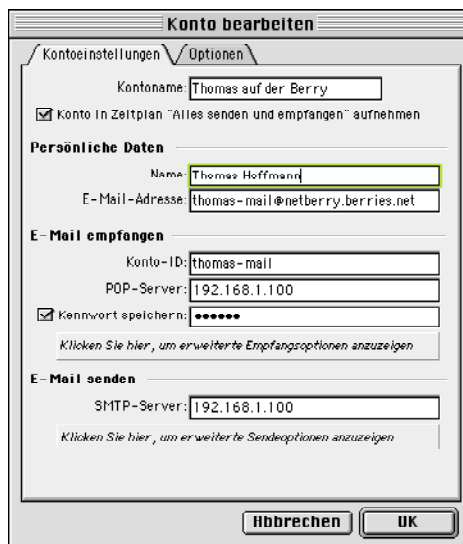 Konto bearbeiten
Kontoeinstellungen Optionen
Kontoname: Thomas auf der Berry
Konto in Zeitplan "Alles senden und empfangen" aufnehmen
Persönliche Daten
Name: Thomas Hoffmann
E-Mail-Adresse: thomas-mail@netberry.berries.net
E-Mail empfangen
Konto-ID: thomas-mail
POP-Server: 192.168.1.100
Kennwort speichern: ••••••
Klicken Sie hier, um erweiterte Empfangsoptionen anzuzeigen
E-Mail senden
SMTP-Server: 192.168.1.100
Klicken Sie hier, um erweiterte Sendeoptionen anzuzeigen
Abbrechen OK